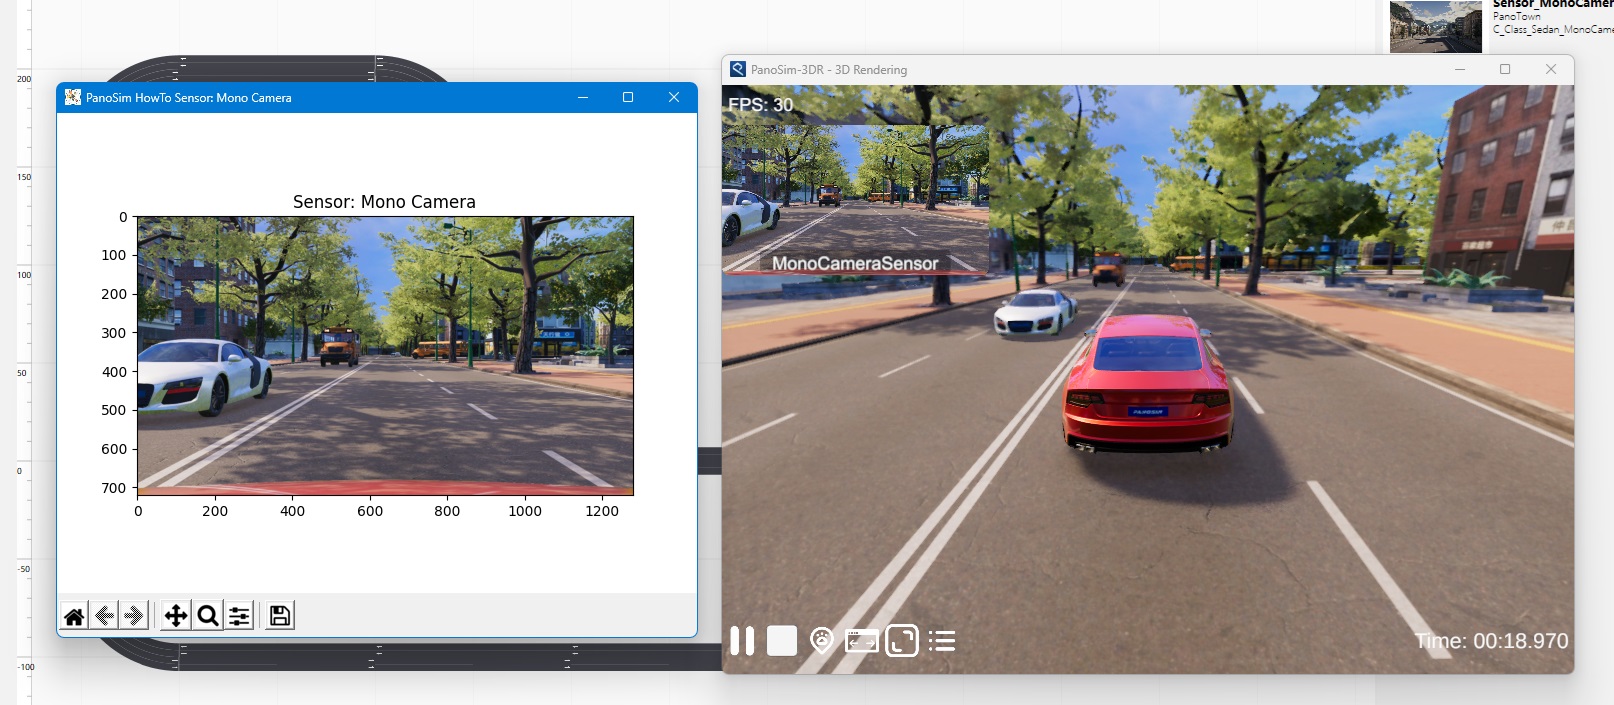 Sensor_MonoCamer
PanoTown
C_Class_Sedan_MonoCame
200
150
100
50
0
-50
-100
PanoSim HowTo Sensor: Mono Camera
Sensor: Mono Camera
0
100
200
300
400
500
600
700
0
200
400
600
800
1000
1200
PanoSim-3DR - 3D Rendering
FPS: 30
MonoCameraSensor
PANOSIM
Time: 00:18.970